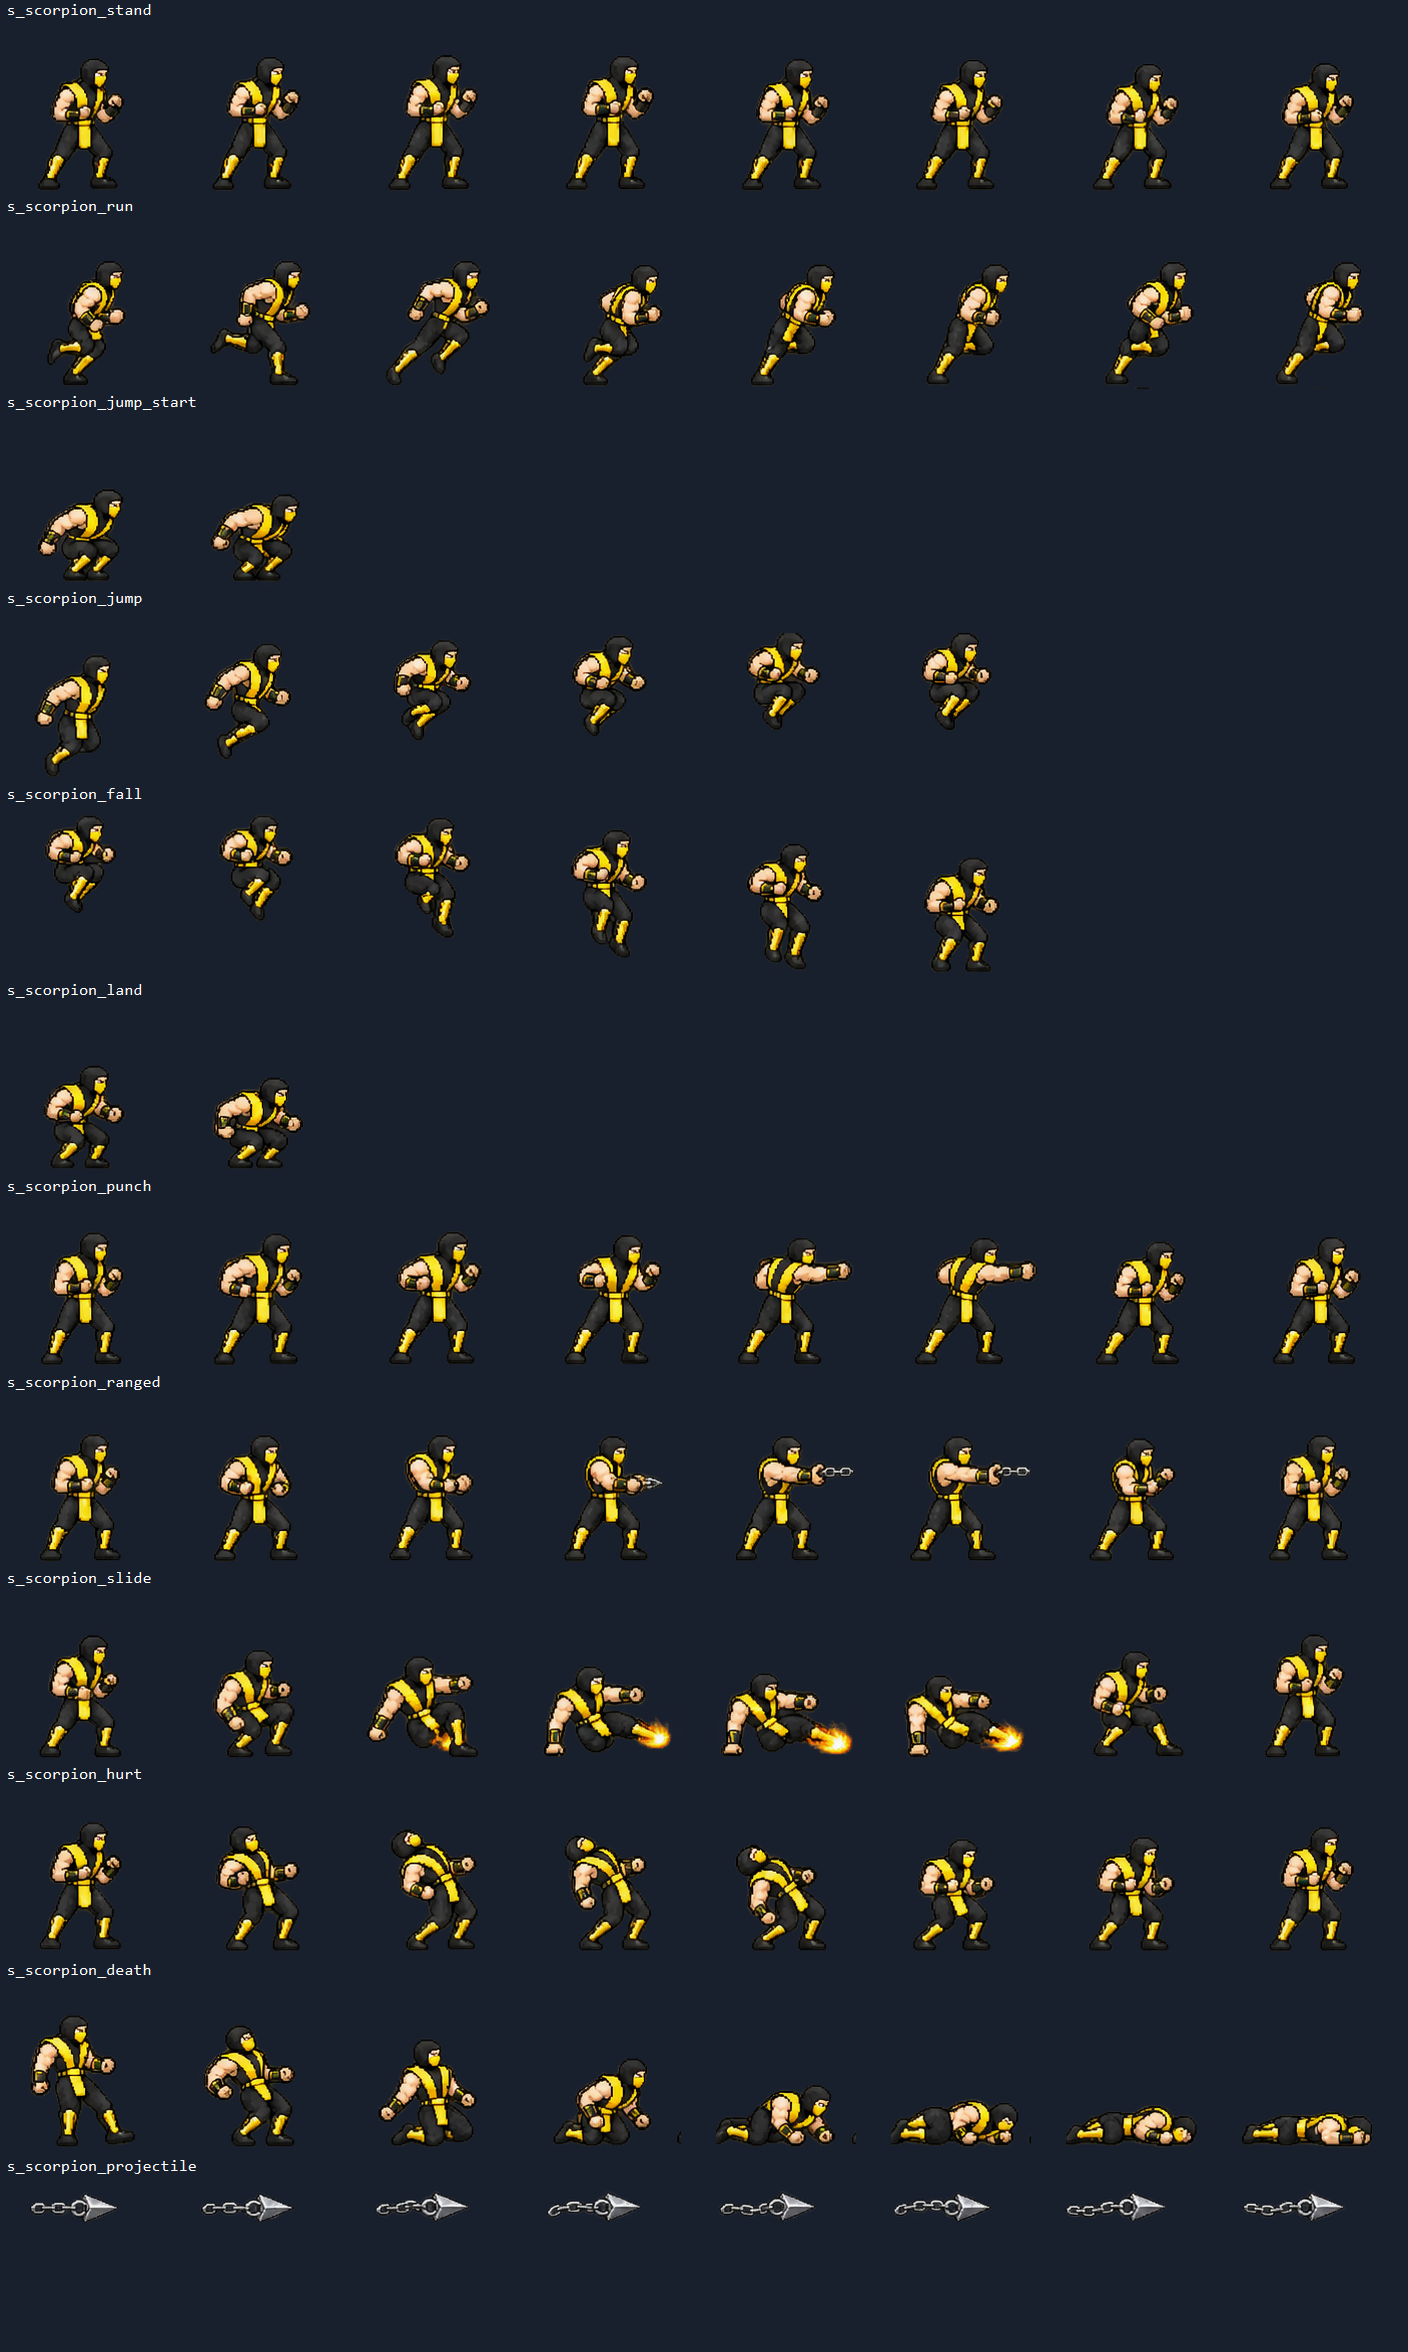 s_scorpion_stand
s_scorpion_run
s_scorpion_jump_start
s_scorpion_jump
s_scorpion_fall
s_scorpion_land
s_scorpion_punch
s_scorpion_ranged
s_scorpion_slide
s_scorpion_hurt
s_scorpion_death
s_scorpion_projectile